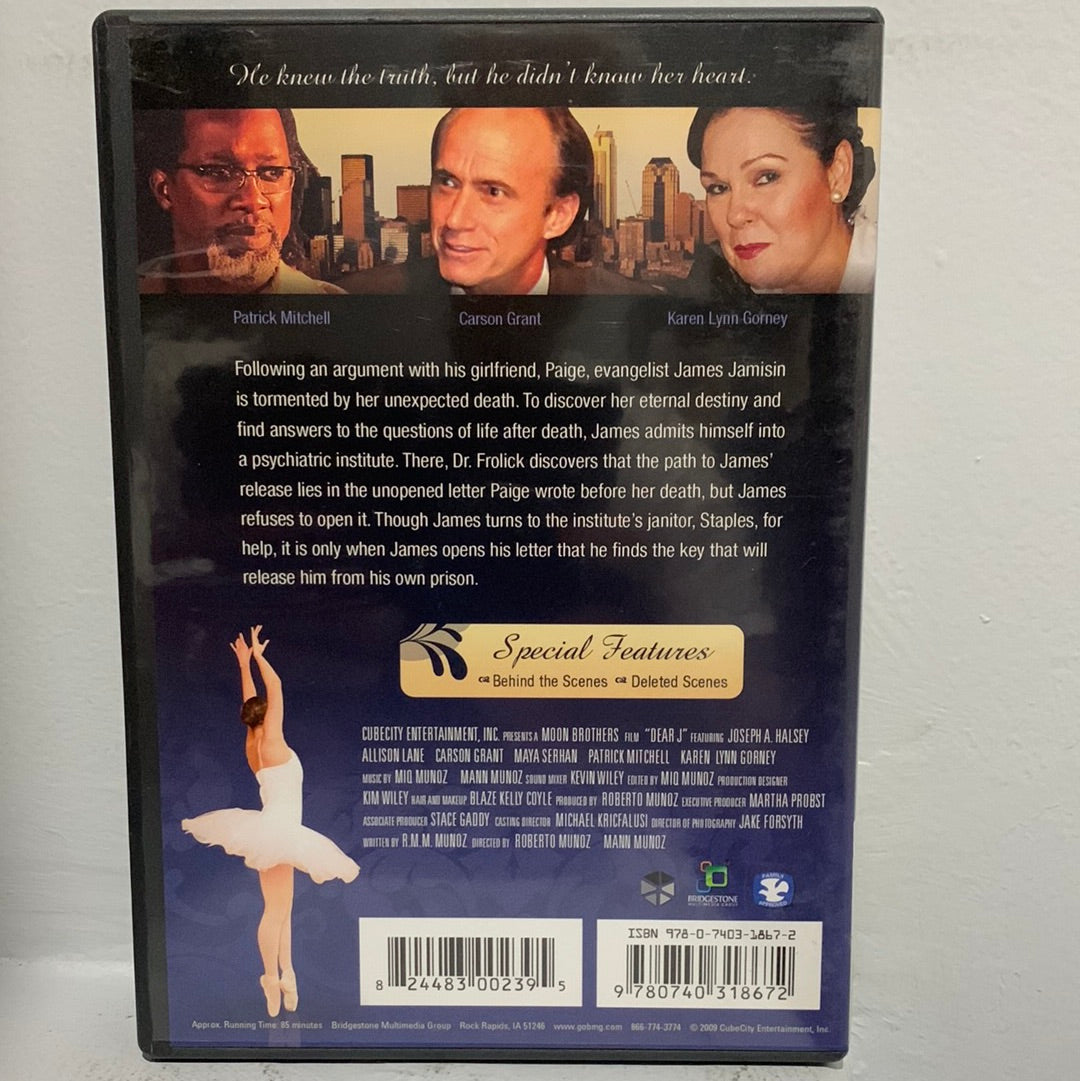 He knew the truth, but he didn't know her heart.
Patrick Mitchell
Carson Grant
Karen Lynn Gorney
Following an argument with his girlfriend, Paige, evangelist James Jamisin
is tormented by her unexpected death. To discover her eternal destiny and
find answers to the questions of life after death, James admits himself into
a psychiatric institute. There, Dr. Frolick discovers that the path to James'
release lies in the unopened letter Paige wrote before her death, but James
refuses to open it. Though James turns to the institute's janitor, Staples, for
help, it is only when James opens his letter that he finds the key that will
release him from his own prison.
Special Features
Behind the Scenes Deleted Scenes
CUBECITY ENTERTAINMENT, INC. PRESENTS A MOON BROTHERS FILM "DEAR J" FEATURING JOSEPH A. HALSEY
ALLISON LANE CARSON GRANT MAYA SERHAN PATRICK MITCHELL KAREN LYNN GORNEY
MUSIC BY MIQ MUNOZ MANN MUNOZ SOUND MIXER KEVIN WILEY EDITED BY MIQ MUNOZ PRODUCTION DESIGNER
KIM WILEY HAIR AND MAKEUP BLAZE KELLY COYLE PRODUCED BY ROBERTO MUNOZ EXECUTIVE PRODUCER MARTHA PROBST
ASSOCIATE PRODUCER STACE GADDY CASTING DIRECTOR MICHAEL KRICFALUSI DIRECTOR OF PHOTOGRAPHY JAKE FORSYTH
WRITTEN BY R.M.M. MUNOZ DIRECTED BY ROBERTO MUNOZ MANN MUNOZ
BRIDGESTONE
MULTIMEDIA GROUP
FAMILY
APPROVED
ISBN 978-0-7403-1867-2
8 24483 00239 5
9 780740 318672
Approx. Running Time: 85 minutes Bridgestone Multimedia Group Rock Rapids, IA 51246 www.gobmg.com 866-774-3774 © 2009 CubeCity Entertainment, Inc.